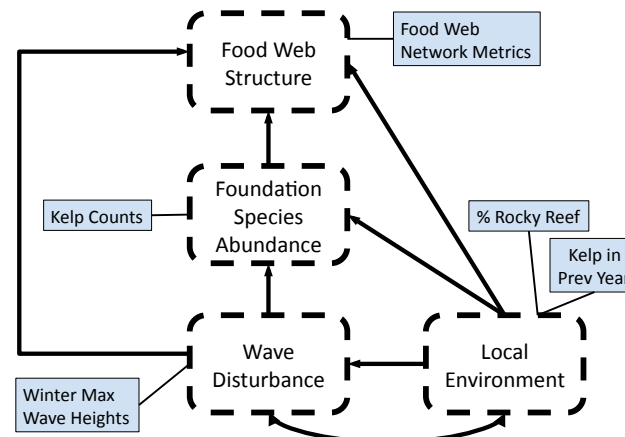 Food Web
Structure
Food Web
Network Metrics
Foundation
Species
Abundance
Kelp Counts
% Rocky Reef
Kelp in
Prev Year
Wave
Disturbance
Local
Environment
Winter Max
Wave Heights